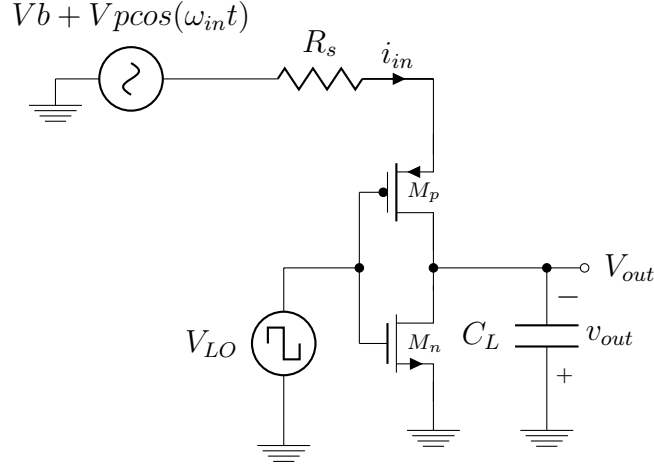 Vb + Vpcos(ω_in t)
R_s
i_in
M_p
V_out
V_LO
M_n
C_L
−
v_out
+